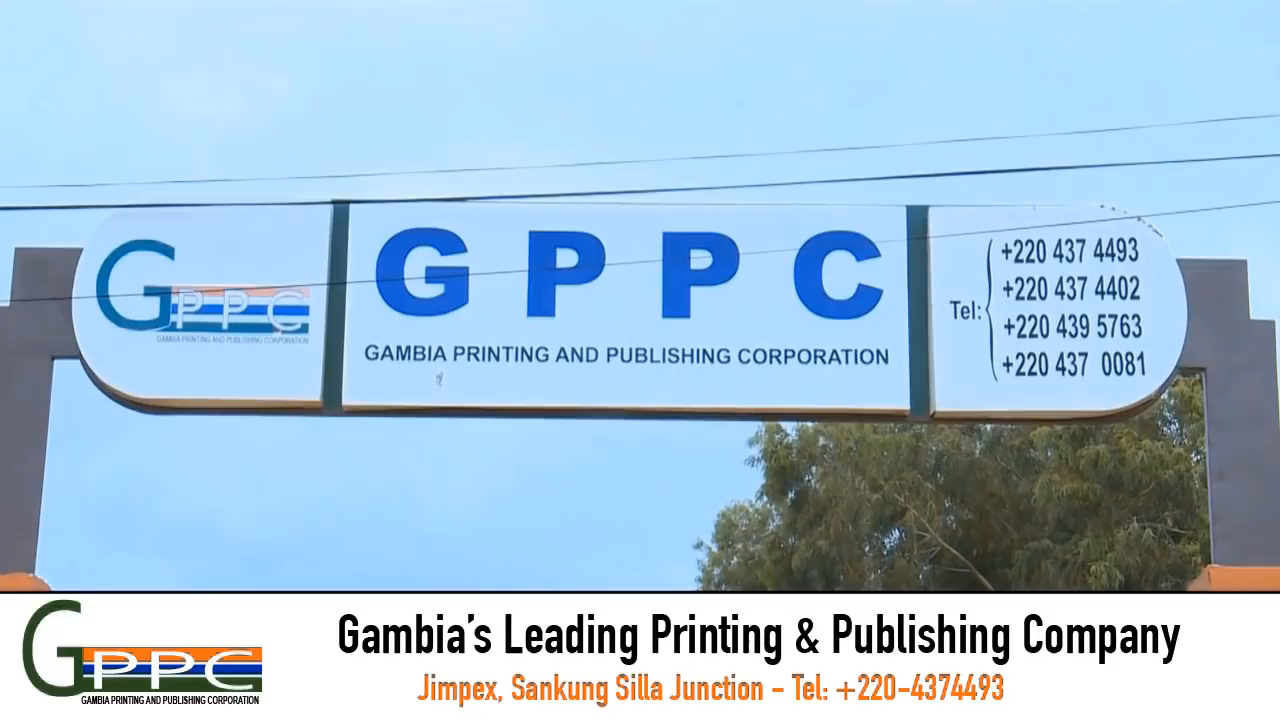 GPPC
GAMBIA PRINTING AND PUBLISHING CORPORATION
G P P C
GAMBIA PRINTING AND PUBLISHING CORPORATION
Tel:
+220 437 4493
+220 437 4402
+220 439 5763
+220 437 0081
GPPC
GAMBIA PRINTING AND PUBLISHING CORPORATION
Gambia's Leading Printing & Publishing Company
Jimpex, Sankung Silla Junction - Tel: +220-4374493